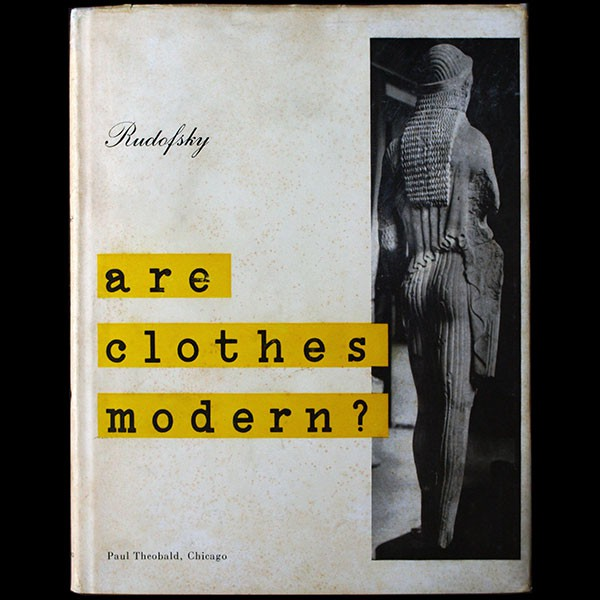 Rudofsky
are
clothes
modern?
Paul Theobald, Chicago